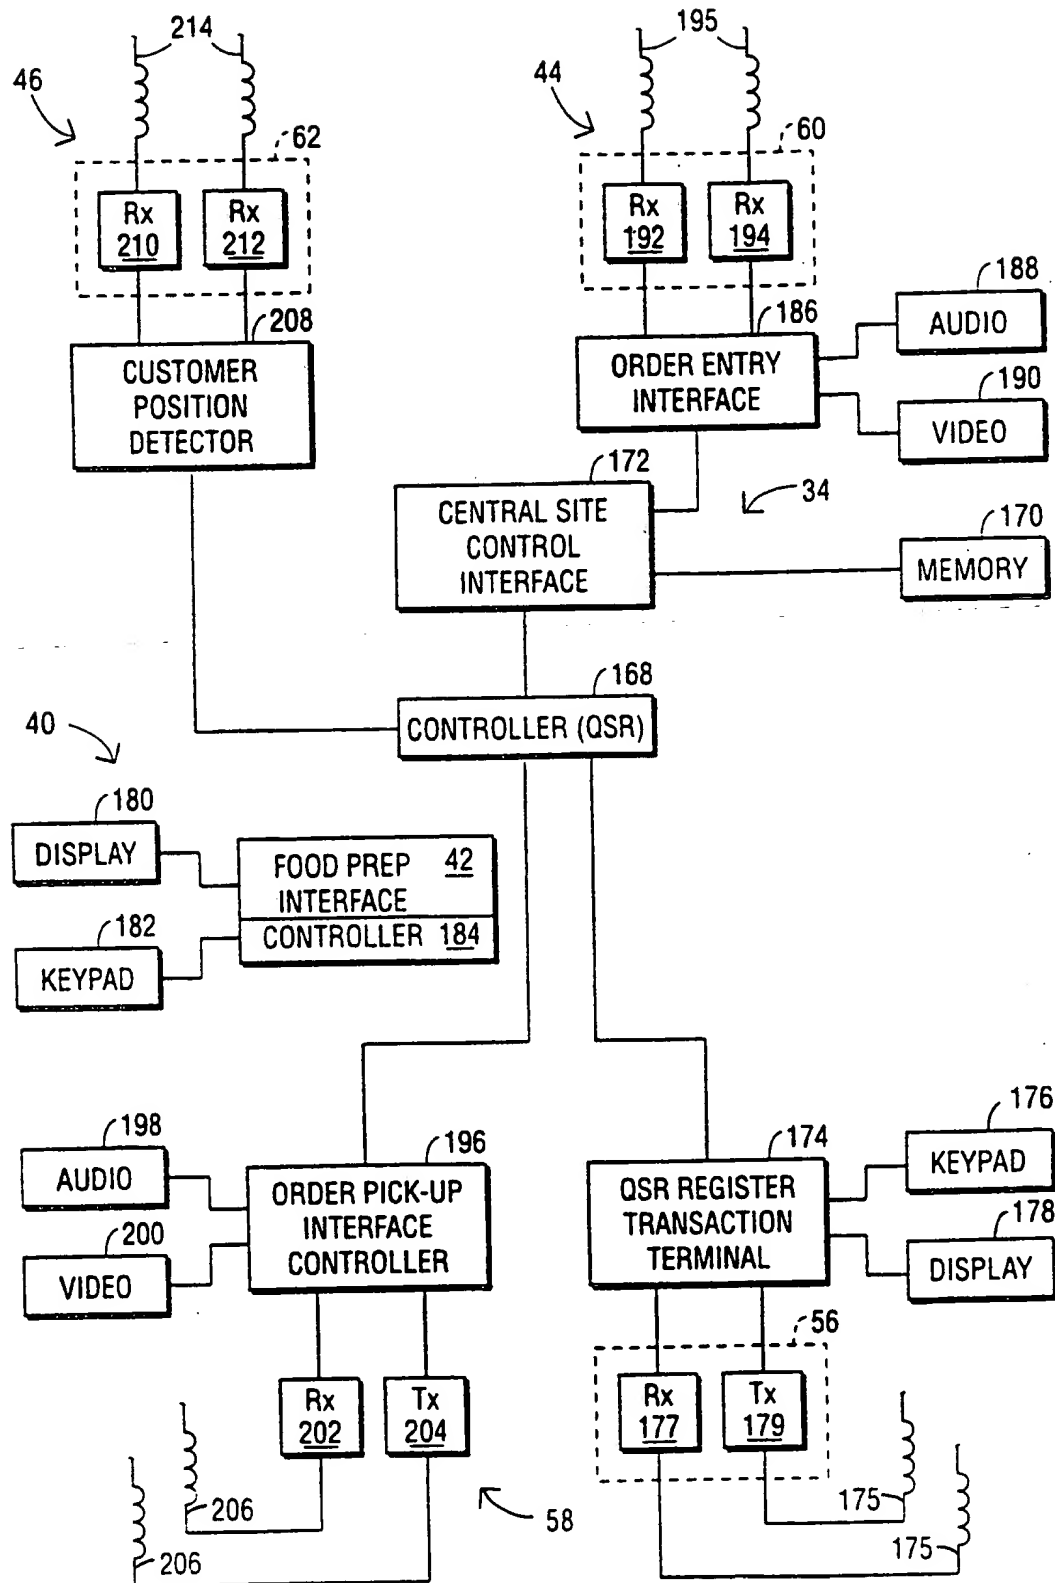 214
195
46
44
62
60
Rx
210
Rx
212
Rx
192
Rx
194
208
186
188
CUSTOMER
POSITION
DETECTOR
ORDER ENTRY
INTERFACE
AUDIO
190
VIDEO
172
34
CENTRAL SITE
CONTROL
INTERFACE
170
MEMORY
168
CONTROLLER (QSR)
40
180
DISPLAY
FOOD PREP 42
INTERFACE
CONTROLLER 184
182
KEYPAD
198
AUDIO
200
VIDEO
196
ORDER PICK-UP
INTERFACE
CONTROLLER
174
QSR REGISTER
TRANSACTION
TERMINAL
176
KEYPAD
178
DISPLAY
56
Rx
202
Tx
204
Rx
177
Tx
179
206
206
58
175
175